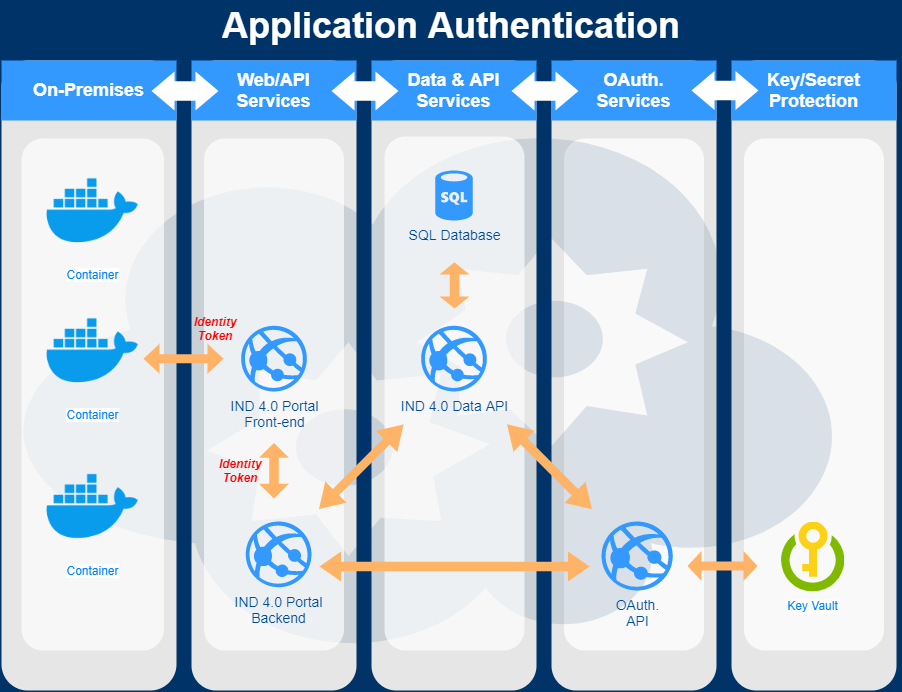 Application Authentication
On-Premises
Web/API
Services
Data & API
Services
OAuth.
Services
Key/Secret
Protection
Container
Container
Container
Identity
Token
IND 4.0 Portal
Front-end
Identity
Token
IND 4.0 Portal
Backend
SQL
SQL Database
IND 4.0 Data API
OAuth.
API
Key Vault